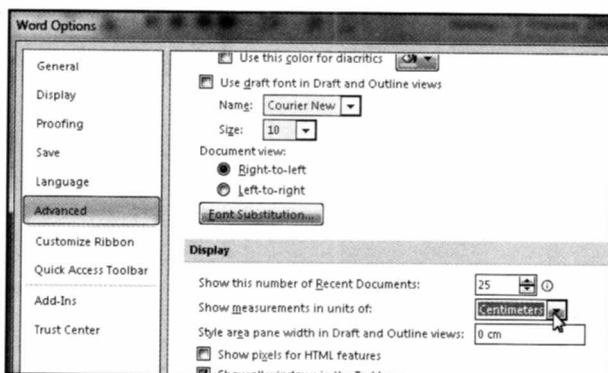 Word Options
General
Display
Proofing
Save
Language
Advanced
Customize Ribbon
Quick Access Toolbar
Add-Ins
Trust Center
Use this color for diacritics
Use draft font in Draft and Outline views
Name: Courier New
Size: 10
Document view:
Right-to-left
Left-to-right
Font Substitution...
Display
Show this number of Recent Documents: 25
Show measurements in units of: Centimeters
Style area pane width in Draft and Outline views: 0 cm
Show pixels for HTML features